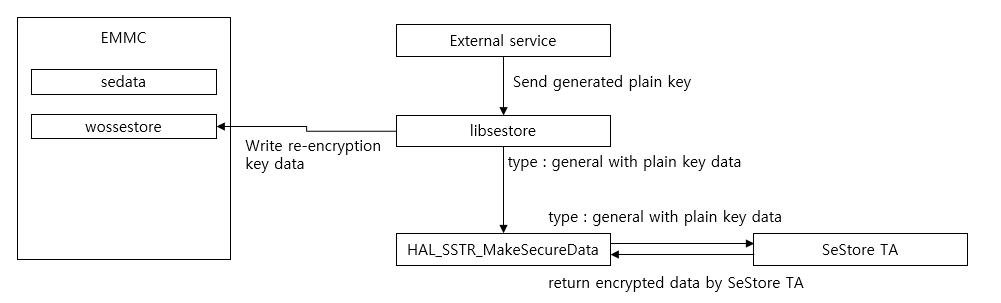 EMMC
External service
sedata
Send generated plain key
wossestore
libsestore
Write re-encryption
key data
type : general with plain key data
type : general with plain key data
HAL_SSTR_MakeSecureData
SeStore TA
return encrypted data by SeStore TA